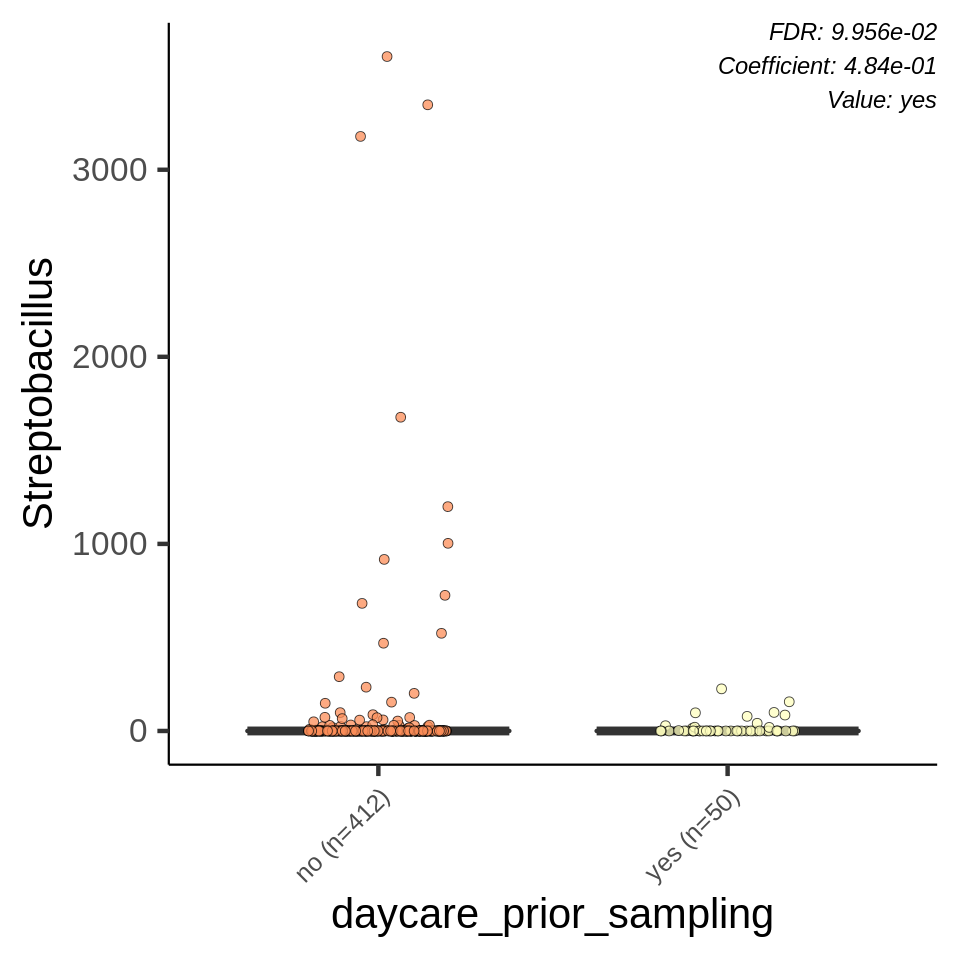 FDR: 9.956e-02
Coefficient: 4.84e-01
Value: yes
3000
2000
1000
0
Streptobacillus
no (n=412)
yes (n=50)
daycare_prior_sampling